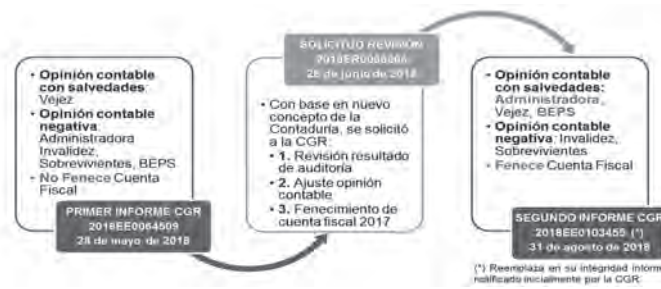 • Opinión contable
con salvedades:
Vejez
• Opinión contable
negativa:
Administradora
Invalidez,
Sobrevivientes, BEPS
• No Fenece Cuenta
Fiscal
PRIMER INFORME CGR
2018EE0064509
28 de mayo de 2018
SOLICITUD REVISIÓN
28 de junio de 2018
• Con base en nuevo
concepto de la
Contaduría, se solicitó
a la CGR:
• 1. Revisión resultado
de auditoría
• 2. Ajuste opinión
contable
• 3. Fenecimiento de
cuenta fiscal 2017
• Opinión contable
con salvedades:
Administradora,
Vejez, BEPS
• Opinión contable
negativa: Invalidez,
Sobrevivientes
• Fenece Cuenta Fiscal
SEGUNDO INFORME CGR
2018EE0103455 (*)
31 de agosto de 2018
(*) Reemplaza en su integridad informe
notificado inicialmente por la CGR.